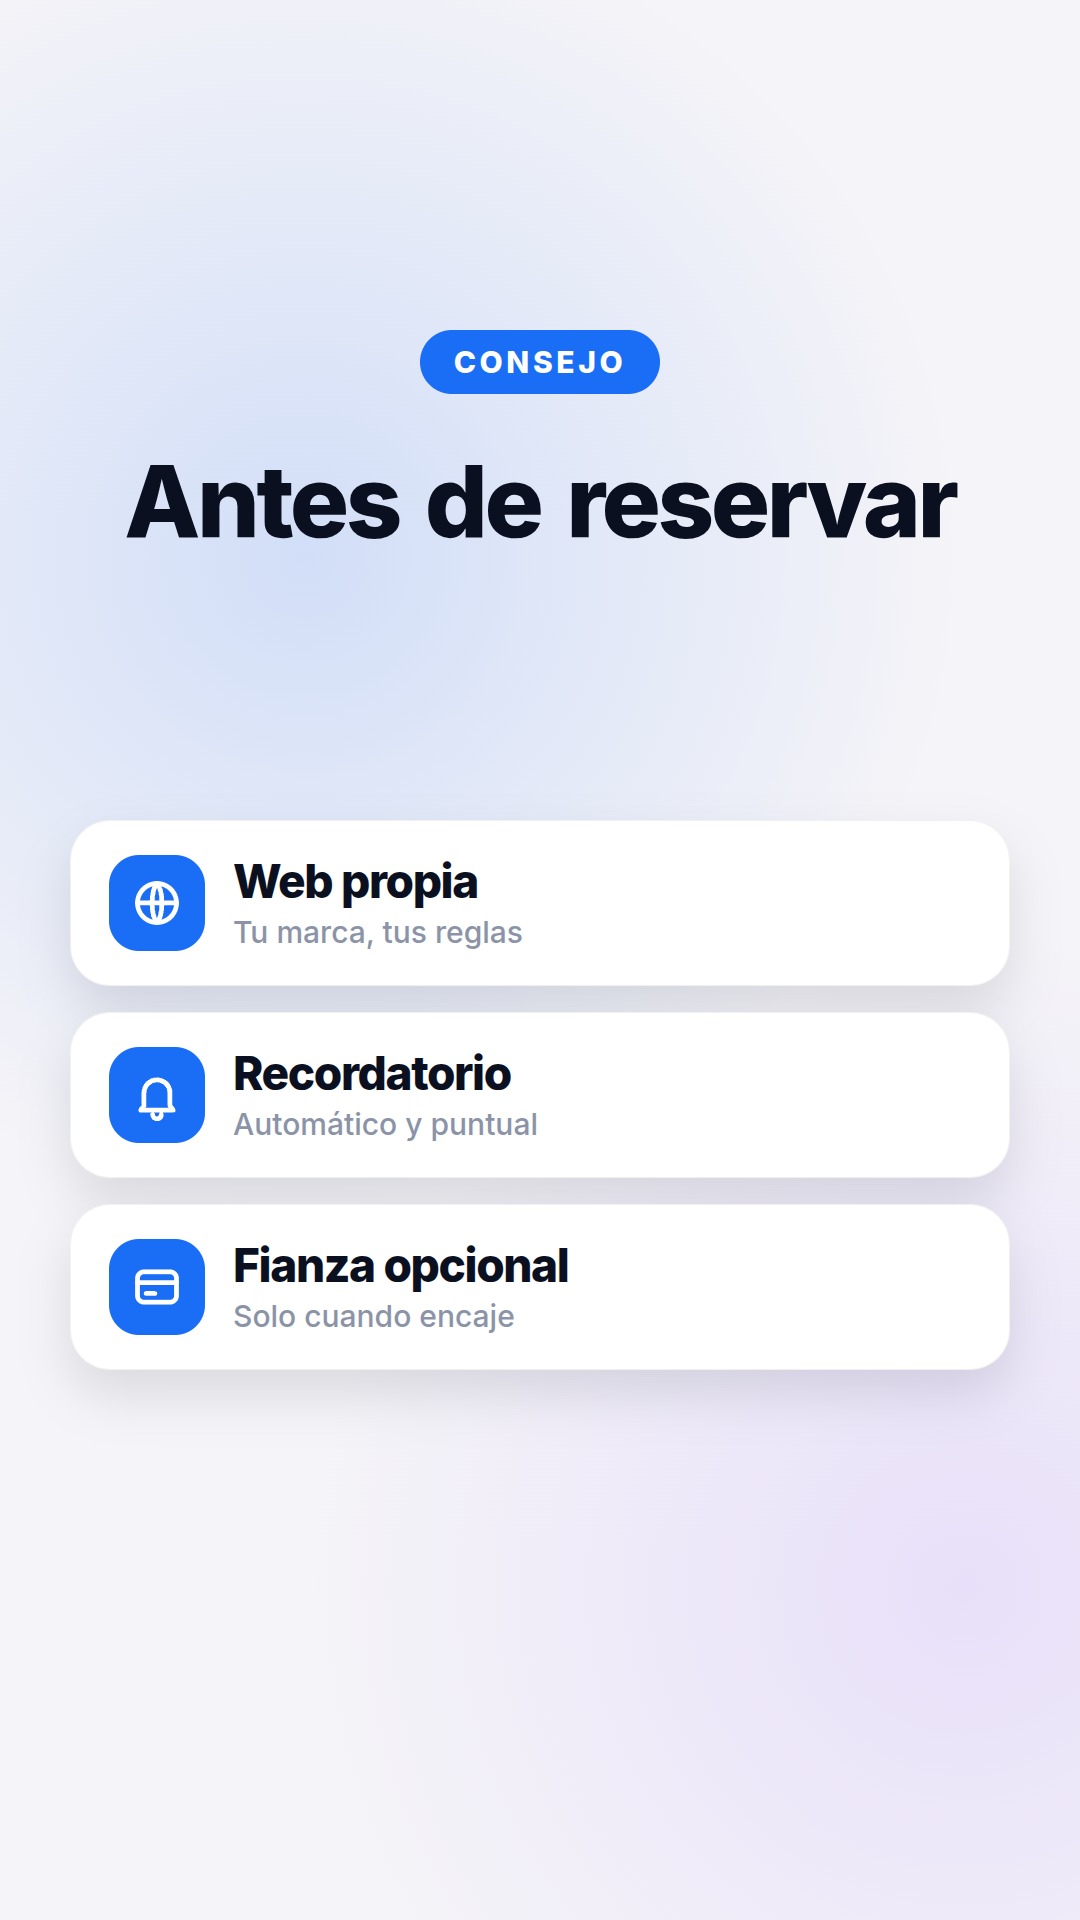 CONSEJO
Antes de reservar
Web propia
Tu marca, tus reglas
Recordatorio
Automático y puntual
Fianza opcional
Solo cuando encaje